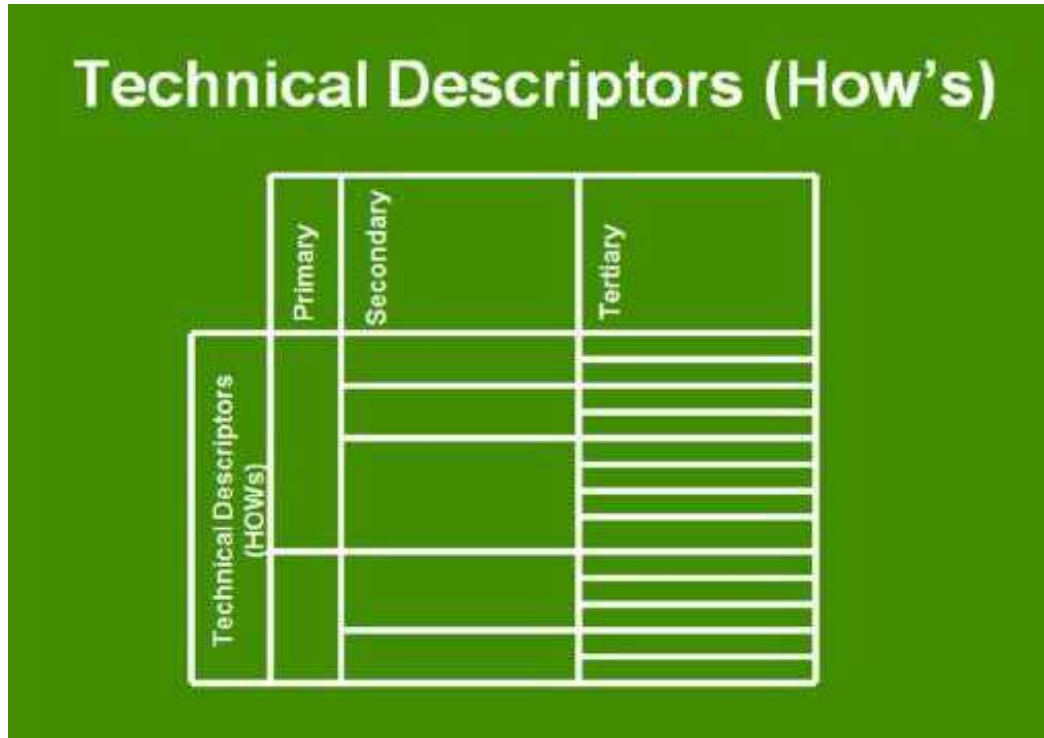 Technical Descriptors (How's)
Primary
Secondary
Tertiary
Technical Descriptors
(HOWs)